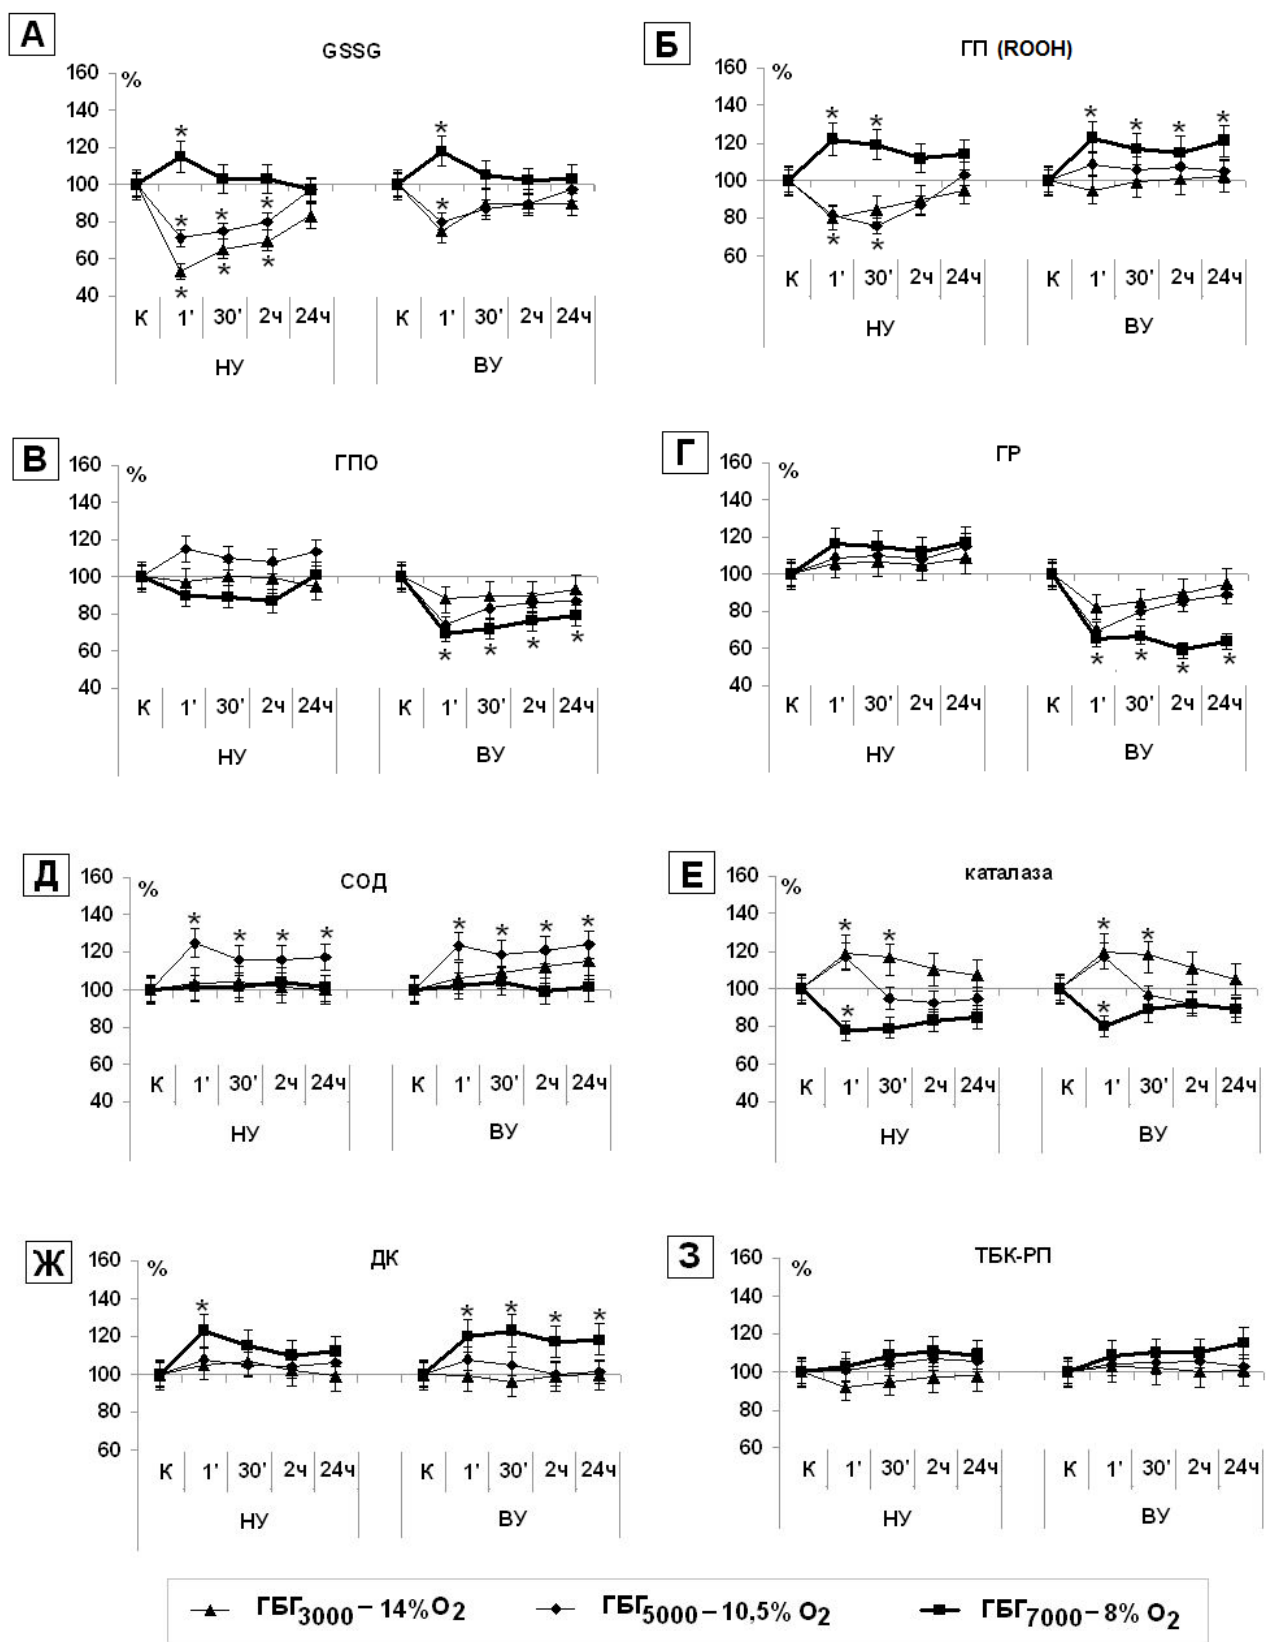 А
GSSG
%
160
140
120
100
80
60
40
К 1' 30' 2ч 24ч К 1' 30' 2ч 24ч
НУ ВУ
Б
ГП (ROOH)
%
160
140
120
100
80
60
К 1' 30' 2ч 24ч К 1' 30' 2ч 24ч
НУ ВУ
В
ГПО
%
160
140
120
100
80
60
40
К 1' 30' 2ч 24ч К 1' 30' 2ч 24ч
НУ ВУ
Г
ГР
%
160
140
120
100
80
60
40
К 1' 30' 2ч 24ч К 1' 30' 2ч 24ч
НУ ВУ
Д
СОД
%
160
140
120
100
80
60
40
К 1' 30' 2ч 24ч К 1' 30' 2ч 24ч
НУ ВУ
Е
каталаза
%
160
140
120
100
80
60
40
К 1' 30' 2ч 24ч К 1' 30' 2ч 24ч
НУ ВУ
Ж
ДК
%
160
140
120
100
80
60
К 1' 30' 2ч 24ч К 1' 30' 2ч 24ч
НУ ВУ
З
ТБК-РП
%
160
140
120
100
80
60
К 1' 30' 2ч 24ч К 1' 30' 2ч 24ч
НУ ВУ
ГБГ3000 – 14%O2 ГБГ5000 – 10,5% O2 ГБГ7000 – 8% O2